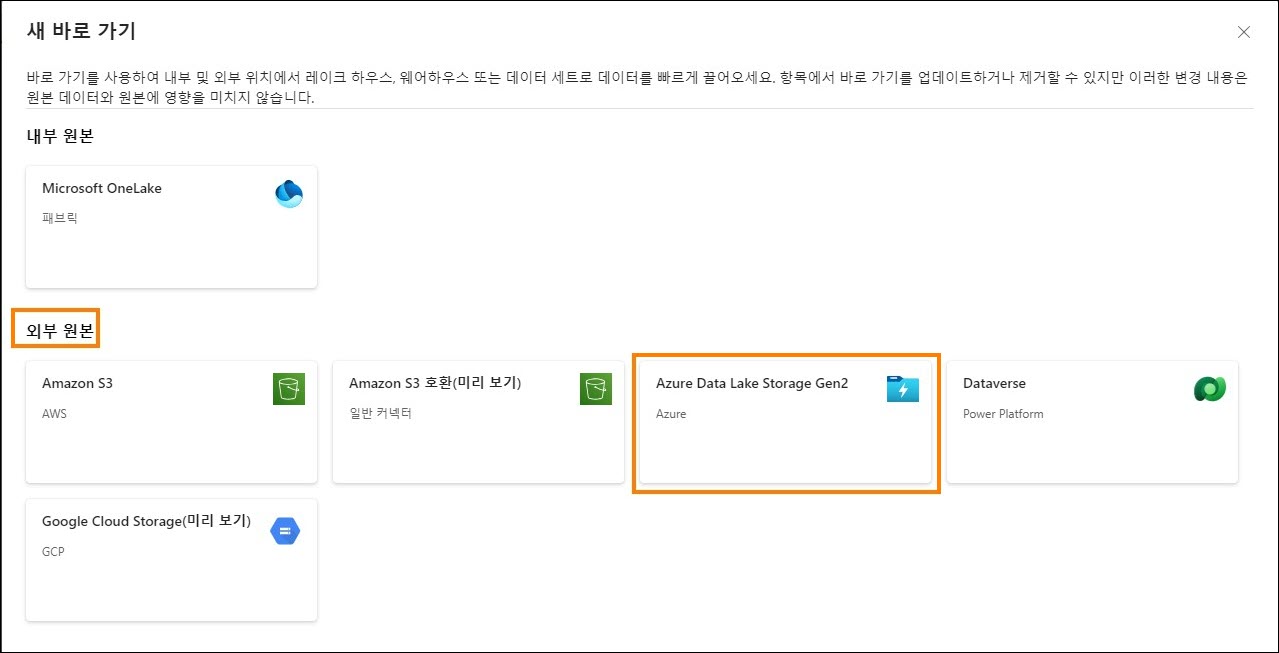 새 바로 가기
바로 가기를 사용하여 내부 및 외부 위치에서 레이크 하우스, 웨어하우스 또는 데이터 세트로 데이터를 빠르게 끌어오세요. 항목에서 바로 가기를 업데이트하거나 제거할 수 있지만 이러한 변경 내용은
원본 데이터와 원본에 영향을 미치지 않습니다.
내부 원본
Microsoft OneLake
패브릭
외부 원본
Amazon S3
AWS
Amazon S3 호환(미리 보기)
일반 커넥터
Azure Data Lake Storage Gen2
Azure
Dataverse
Power Platform
Google Cloud Storage(미리 보기)
GCP